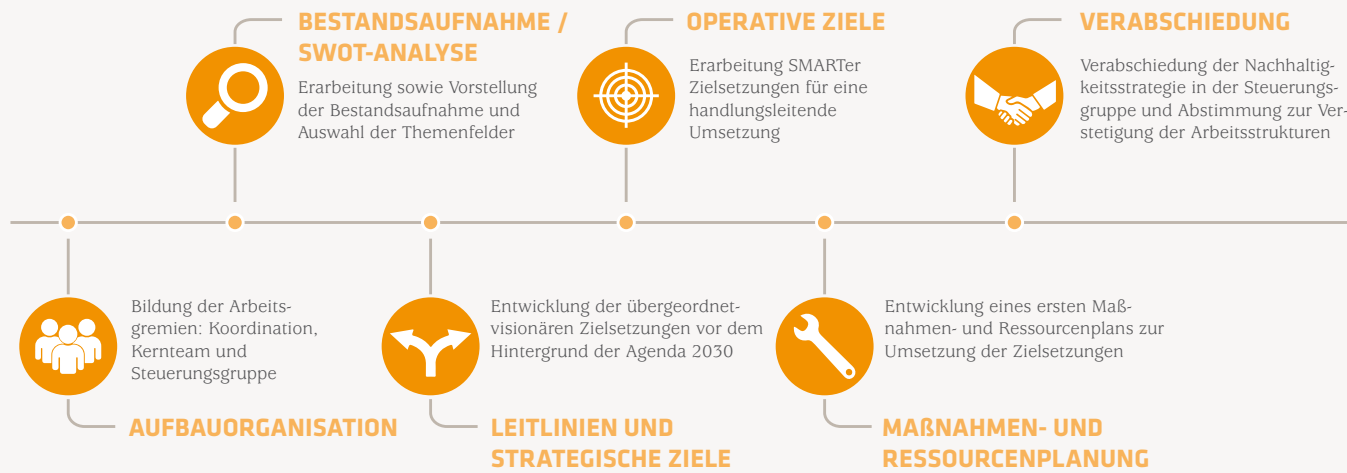 BESTANDSAUFNAHME /
SWOT-ANALYSE
Erarbeitung sowie Vorstellung
der Bestandsaufnahme und
Auswahl der Themenfelder
OPERATIVE ZIELE
Erarbeitung SMARTer
Zielsetzungen für eine
handlungsleitende
Umsetzung
VERABSCHIEDUNG
Verabschiedung der Nachhaltig-
keitsstrategie in der Steuerungs-
gruppe und Abstimmung zur Ver-
stetigung der Arbeitsstrukturen
Bildung der Arbeits-
gremien: Koordination,
Kernteam und
Steuerungsgruppe
AUFBAUORGANISATION
Entwicklung der übergeordnet-
visionären Zielsetzungen vor dem
Hintergrund der Agenda 2030
LEITLINIEN UND
STRATEGISCHE ZIELE
Entwicklung eines ersten Maß-
nahmen- und Ressourcenplans zur
Umsetzung der Zielsetzungen
MAßNAHMEN- UND
RESSOURCENPLANUNG